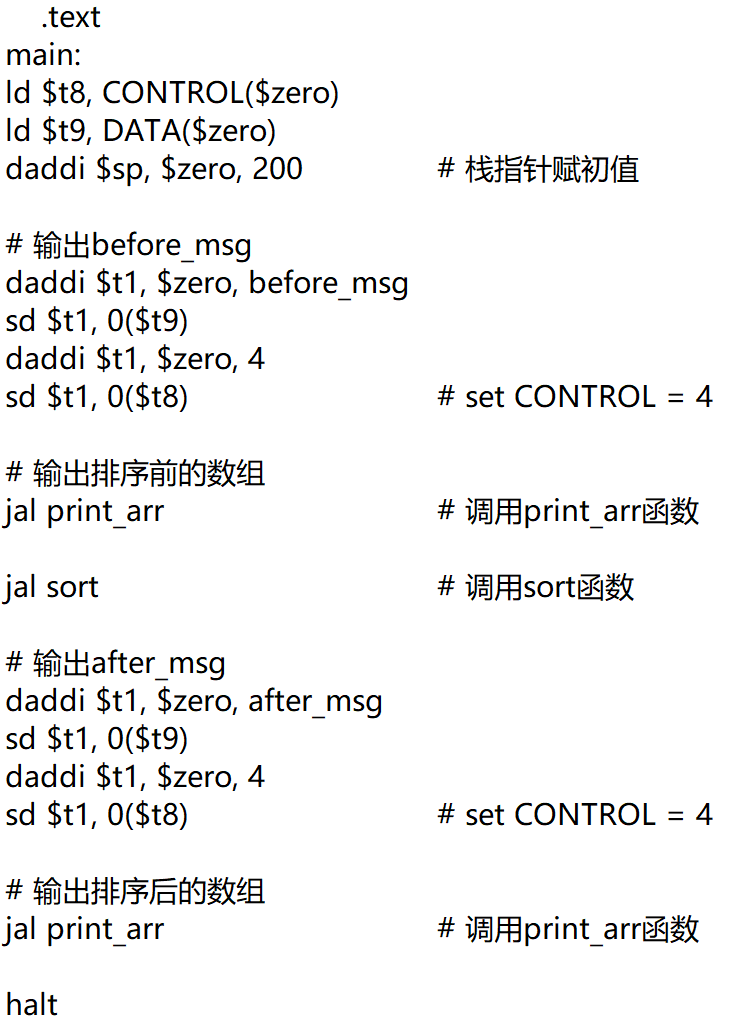 .text
main:
ld $t8, CONTROL($zero)
ld $t9, DATA($zero)
daddi $sp, $zero, 200 # 栈指针赋初值
# 输出before_msg
daddi $t1, $zero, before_msg
sd $t1, 0($t9)
daddi $t1, $zero, 4
sd $t1, 0($t8) # set CONTROL = 4
# 输出排序前的数组
jal print_arr # 调用print_arr函数
jal sort # 调用sort函数
# 输出after_msg
daddi $t1, $zero, after_msg
sd $t1, 0($t9)
daddi $t1, $zero, 4
sd $t1, 0($t8) # set CONTROL = 4
# 输出排序后的数组
jal print_arr # 调用print_arr函数
halt